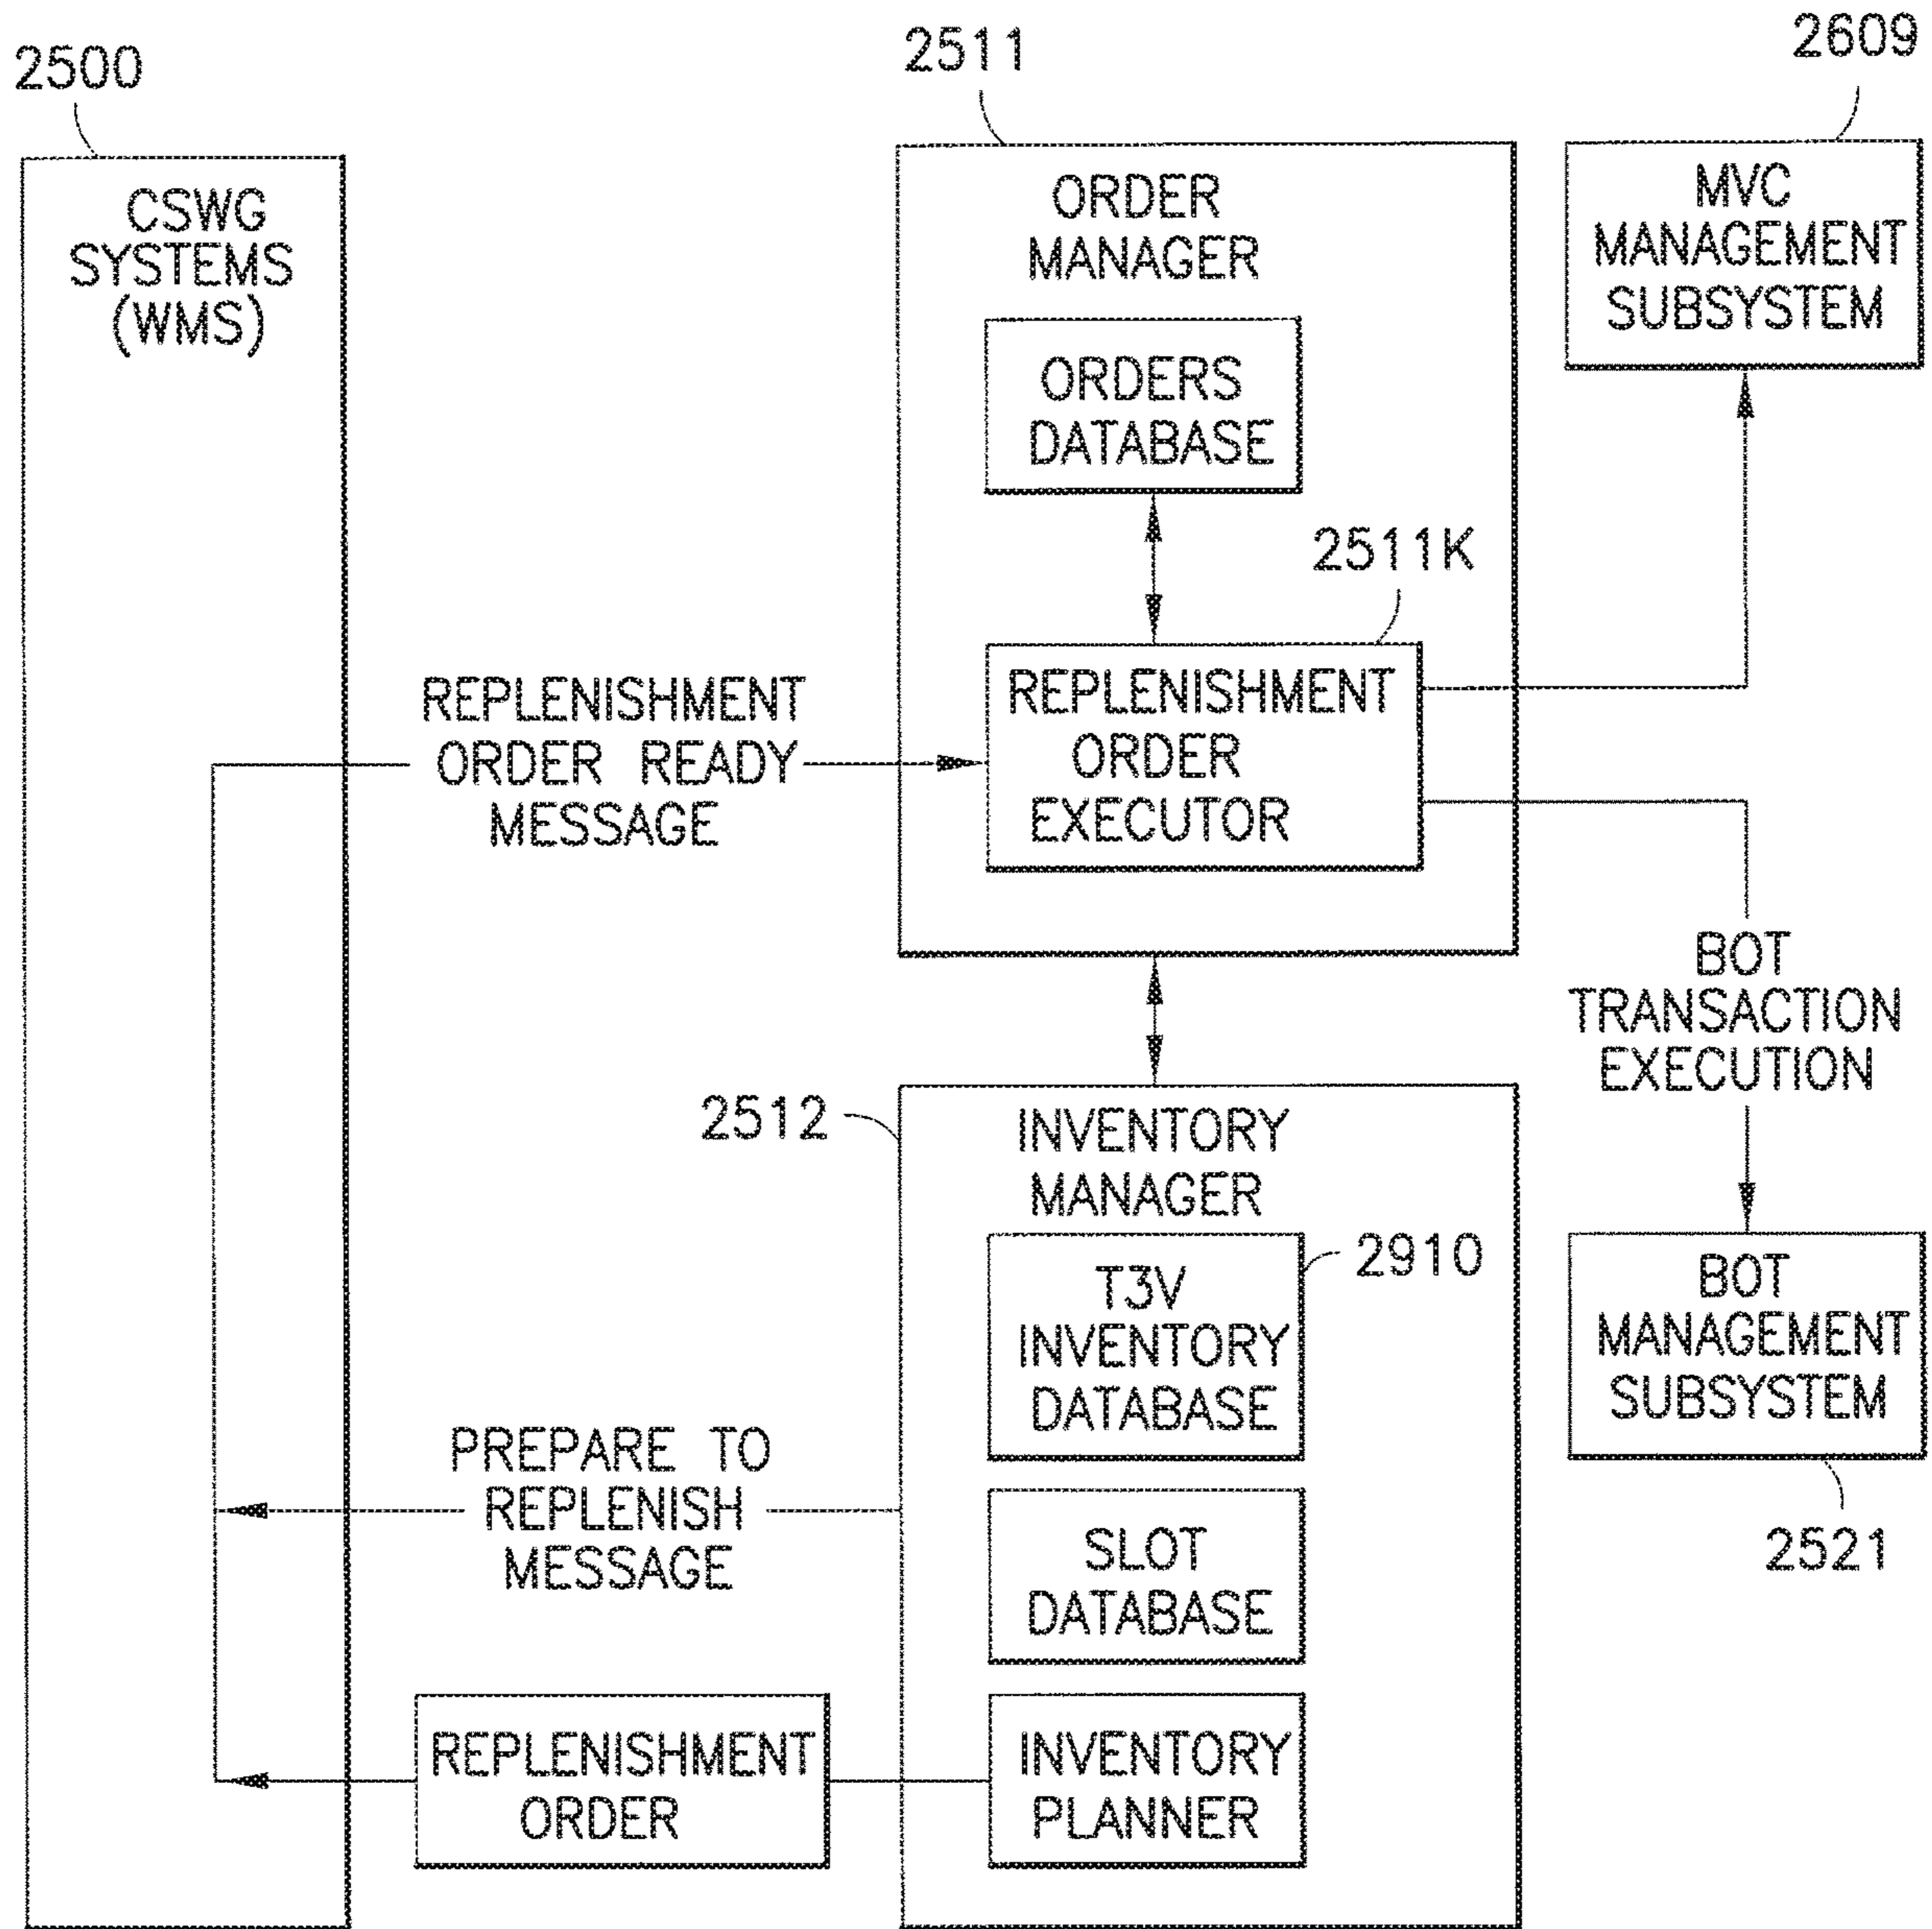 2500
2511
2609
CSWG
SYSTEMS
(WMS)
ORDER
MANAGER
ORDERS
DATABASE
2511K
REPLENISHMENT
ORDER
EXECUTOR
MVC
MANAGEMENT
SUBSYSTEM
REPLENISHMENT
ORDER READY
MESSAGE
BOT
TRANSACTION
EXECUTION
2512
INVENTORY
MANAGER
T3V
INVENTORY
DATABASE
2910
SLOT
DATABASE
INVENTORY
PLANNER
BOT
MANAGEMENT
SUBSYSTEM
2521
PREPARE TO
REPLENISH
MESSAGE
REPLENISHMENT
ORDER